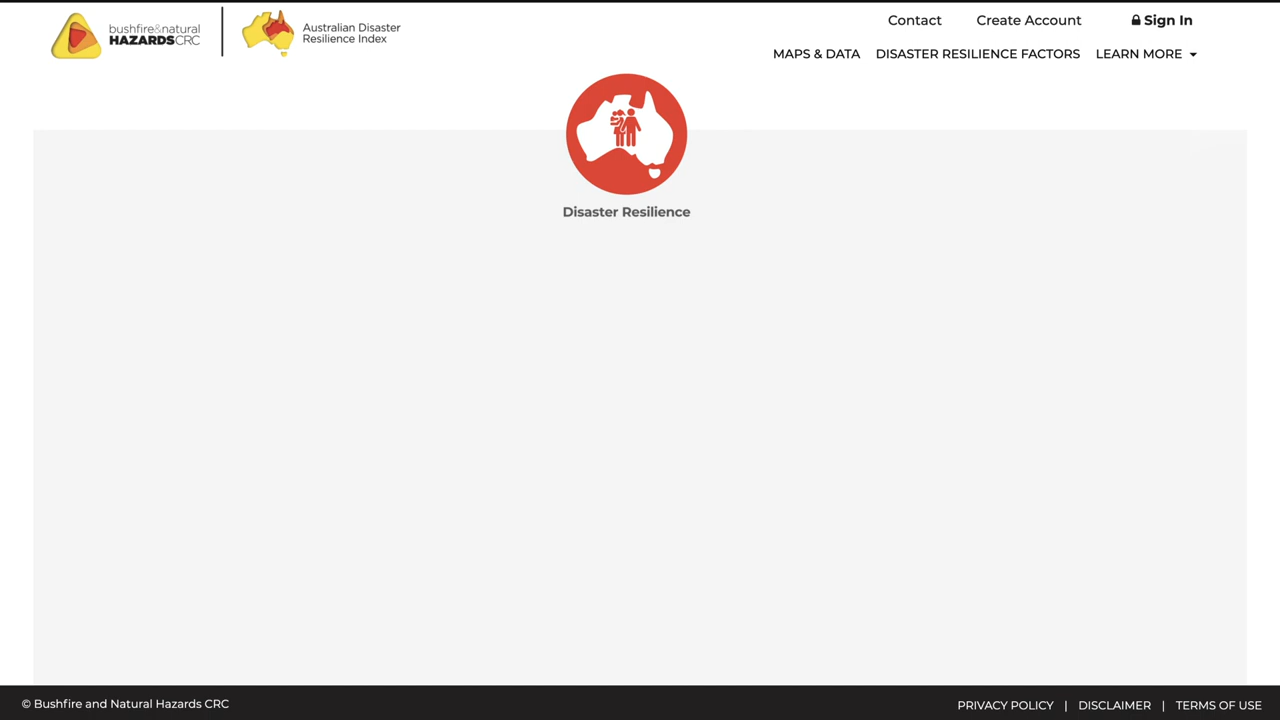 bushfire&natural
HAZARDSCRC
Australian Disaster
Resilience Index
Contact
Create Account
Sign In
MAPS & DATA
DISASTER RESILIENCE FACTORS
LEARN MORE
Disaster Resilience
© Bushfire and Natural Hazards CRC
PRIVACY POLICY | DISCLAIMER | TERMS OF USE